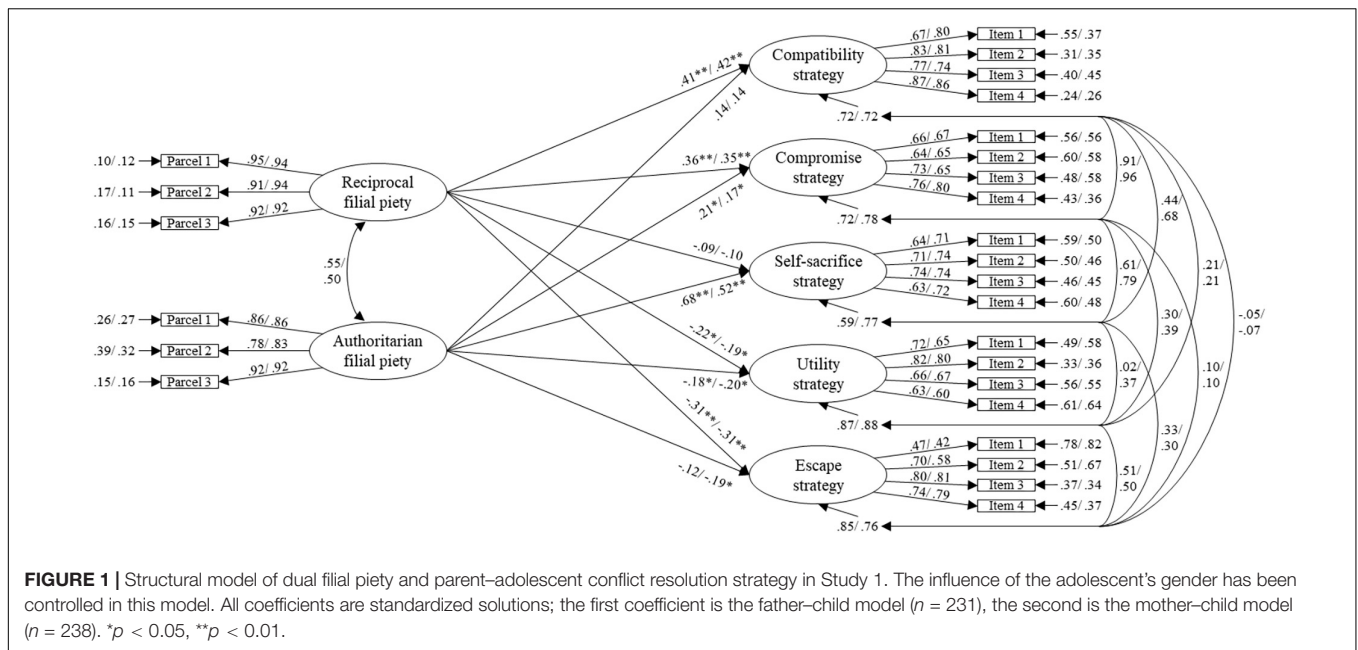 .10/ .12
Parcel 1
.95/ .94
.17/ .11
Parcel 2
.91/ .94
.16/ .15
Parcel 3
.92/ .92
Reciprocal
filial piety
.55/
.50
.26/ .27
Parcel 1
.86/ .86
.39/ .32
Parcel 2
.78/ .83
.15/ .16
Parcel 3
.92/ .92
Authoritarian
filial piety
.41**/ .42**
.14/ .14
.36**/ .35**
.21*/ .17*
-.09/ -.10
.68**/ .52**
-.22*/ -.19*
-.18*/ -.20*
-.31**/ -.31**
-.12/ -.19*
Compatibility
strategy
.67/ .80
Item 1
.55/ .37
.83/ .81
Item 2
.31/ .35
.77/ .74
Item 3
.40/ .45
.87/ .86
Item 4
.24/ .26
.72/ .72
Compromise
strategy
.66/ .67
Item 1
.56/ .56
.64/ .65
Item 2
.60/ .58
.73/ .65
Item 3
.48/ .58
.76/ .80
Item 4
.43/ .36
.72/ .78
Self-sacrifice
strategy
.64/ .71
Item 1
.59/ .50
.71/ .74
Item 2
.50/ .46
.74/ .74
Item 3
.46/ .45
.63/ .72
Item 4
.60/ .48
.59/ .77
Utility
strategy
.72/ .65
Item 1
.49/ .58
.82/ .80
Item 2
.33/ .36
.66/ .67
Item 3
.56/ .55
.63/ .60
Item 4
.61/ .64
.87/ .88
Escape
strategy
.47/ .42
Item 1
.78/ .82
.70/ .58
Item 2
.51/ .67
.80/ .81
Item 3
.37/ .34
.74/ .79
Item 4
.45/ .37
.85/ .76
.91/
.96
.44/
.68
.21/
.21
-.05/
-.07
.61/
.79
.30/
.39
.10/
.10
.02/
.37
.33/
.30
.51/
.50
FIGURE 1 | Structural model of dual filial piety and parent–adolescent conflict resolution strategy in Study 1. The influence of the adolescent's gender has been
controlled in this model. All coefficients are standardized solutions; the first coefficient is the father–child model (n = 231), the second is the mother–child model
(n = 238). *p < 0.05, **p < 0.01.